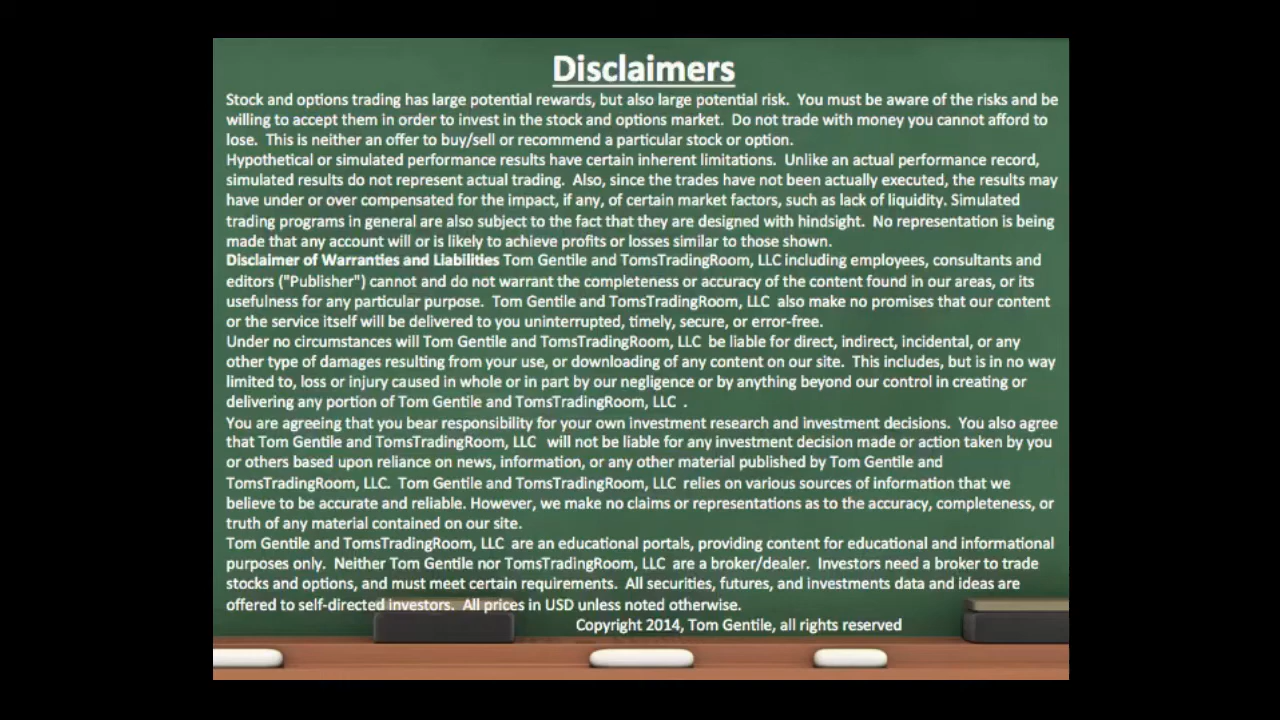 Disclaimers
Stock and options trading has large potential rewards, but also large potential risk.  You must be aware of the risks and be
willing to accept them in order to invest in the stock and options market.  Do not trade with money you cannot afford to
lose.  This is neither an offer to buy/sell or recommend a particular stock or option.
Hypothetical or simulated performance results have certain inherent limitations.  Unlike an actual performance record,
simulated results do not represent actual trading.  Also, since the trades have not been actually executed, the results may
have under or over compensated for the impact, if any, of certain market factors, such as lack of liquidity. Simulated
trading programs in general are also subject to the fact that they are designed with hindsight.  No representation is being
made that any account will or is likely to achieve profits or losses similar to those shown.
Disclaimer of Warranties and Liabilities Tom Gentile and TomsTradingRoom, LLC including employees, consultants and
editors ("Publisher") cannot and do not warrant the completeness or accuracy of the content found in our areas, or its
usefulness for any particular purpose.  Tom Gentile and TomsTradingRoom, LLC  also make no promises that our content
or the service itself will be delivered to you uninterrupted, timely, secure, or error-free.
Under no circumstances will Tom Gentile and TomsTradingRoom, LLC  be liable for direct, indirect, incidental, or any
other type of damages resulting from your use, or downloading of any content on our site.  This includes, but is in no way
limited to, loss or injury caused in whole or in part by our negligence or by anything beyond our control in creating or
delivering any portion of Tom Gentile and TomsTradingRoom, LLC  .
You are agreeing that you bear responsibility for your own investment research and investment decisions.  You also agree
that Tom Gentile and TomsTradingRoom, LLC   will not be liable for any investment decision made or action taken by you
or others based upon reliance on news, information, or any other material published by Tom Gentile and
TomsTradingRoom, LLC.  Tom Gentile and TomsTradingRoom, LLC  relies on various sources of information that we
believe to be accurate and reliable. However, we make no claims or representations as to the accuracy, completeness, or
truth of any material contained on our site.
Tom Gentile and TomsTradingRoom, LLC  are an educational portals, providing content for educational and informational
purposes only.  Neither Tom Gentile nor TomsTradingRoom, LLC  are a broker/dealer.  Investors need a broker to trade
stocks and options, and must meet certain requirements.  All securities, futures, and investments data and ideas are
offered to self-directed investors.  All prices in USD unless noted otherwise.
Copyright 2014, Tom Gentile, all rights reserved